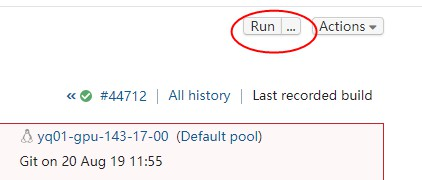 Run ... Actions
« #44712 | All history | Last recorded build
yq01-gpu-143-17-00 (Default pool)
Git on 20 Aug 19 11:55